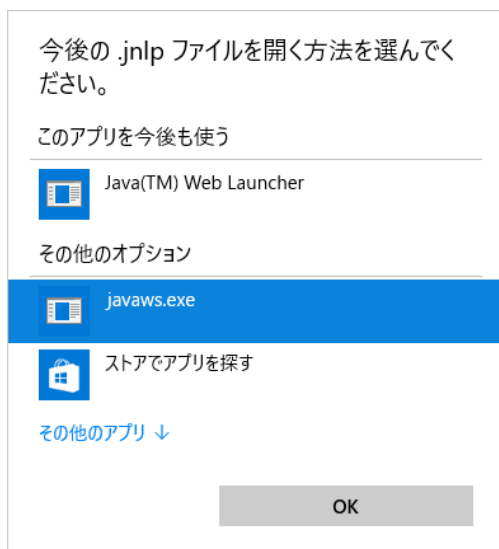 今後の .jnlp ファイルを開く方法を選んでく
ださい。
このアプリを今後も使う
Java(TM) Web Launcher
その他のオプション
javaws.exe
ストアでアプリを探す
その他のアプリ ↓
OK